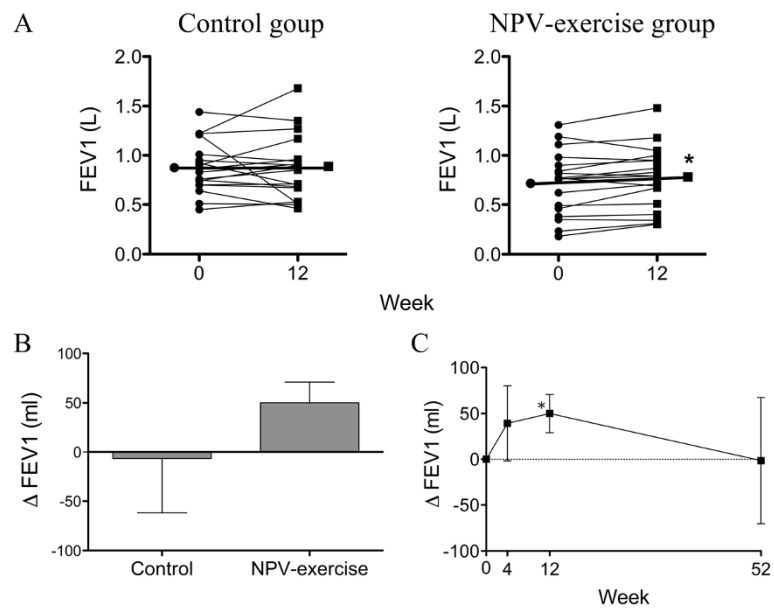 A
Control goup
NPV-exercise group
FEV1 (L)
2.0
1.5
1.0
0.5
0.0
0
12
FEV1 (L)
2.0
1.5
1.0
0.5
0.0
*
0
12
Week
B
Δ FEV1 (ml)
100
50
0
-50
-100
Control
NPV-exercise
C
Δ FEV1 (ml)
100
50
0
-50
-100
*
0
4
12
52
Week